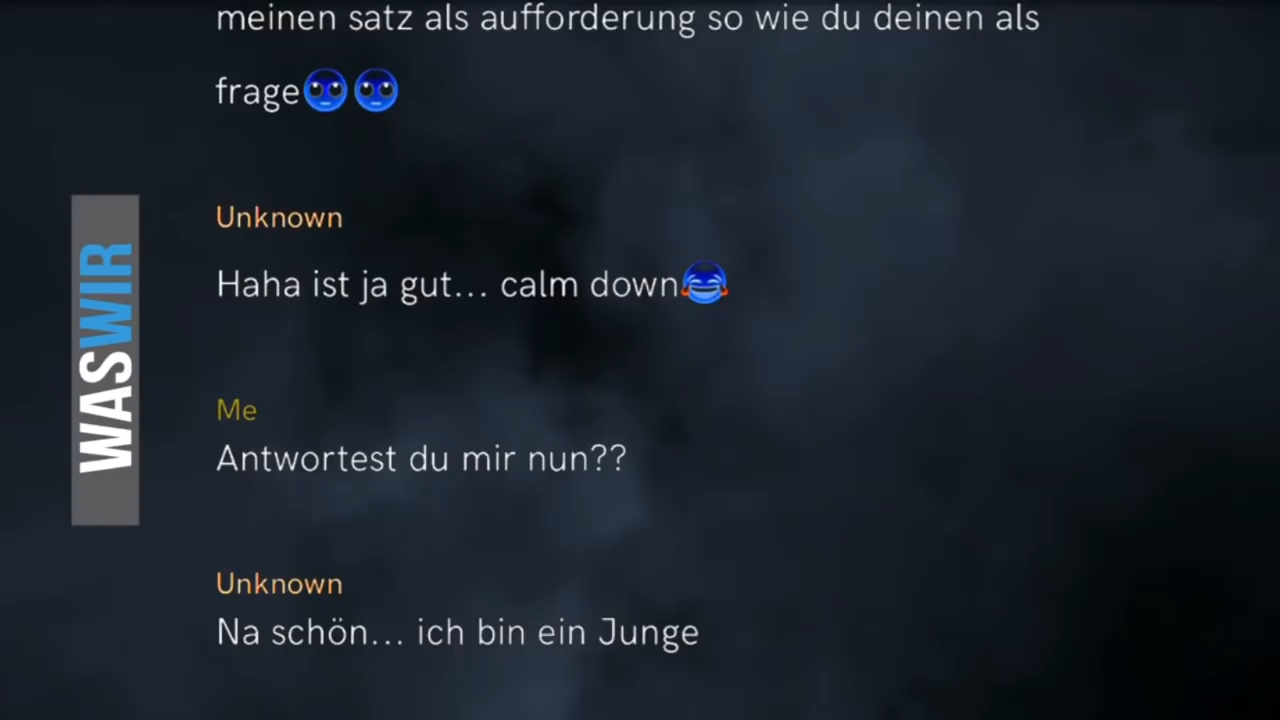 meinen satz als aufforderung so wie du deinen als
frage🙄🙄
Unknown
Haha ist ja gut... calm down😂
Me
Antwortest du mir nun??
Unknown
Na schön... ich bin ein Junge
WASWIR